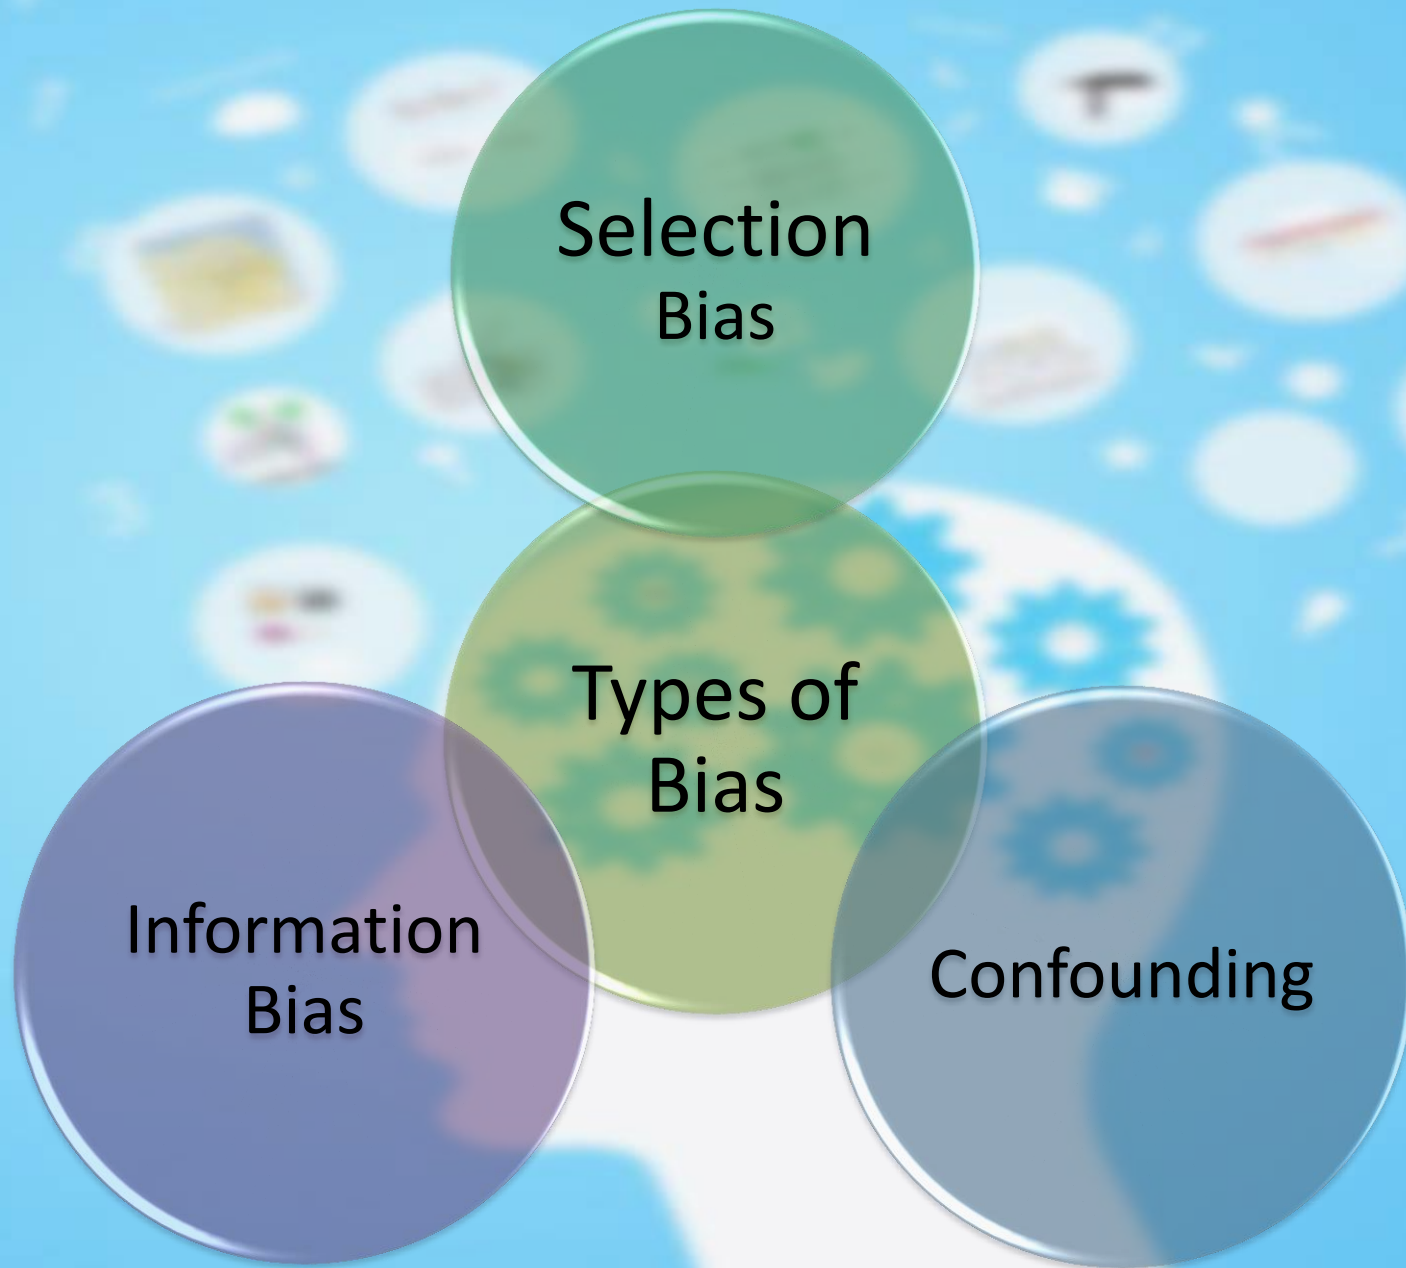 Selection
Bias
Types of
Bias
Information
Bias
Confounding